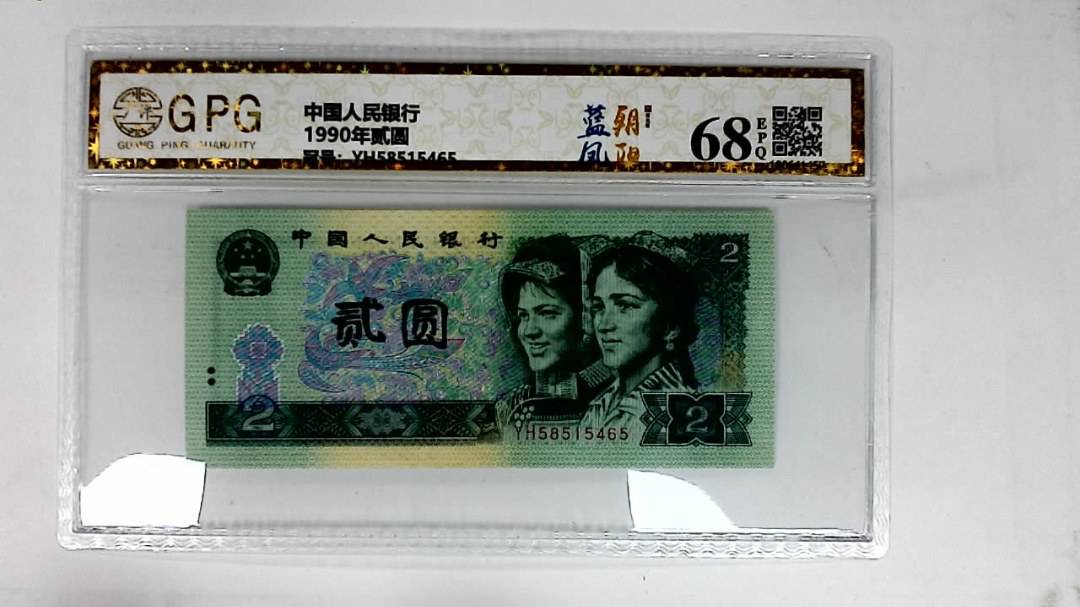 GPG
GUANG PING GUARANTY
中国人民银行
1990年贰圆
冠号：YH58515465
蓝凤
朝阳
68
EPQ
中国人民银行
2
贰圆
2
2
YH58515465